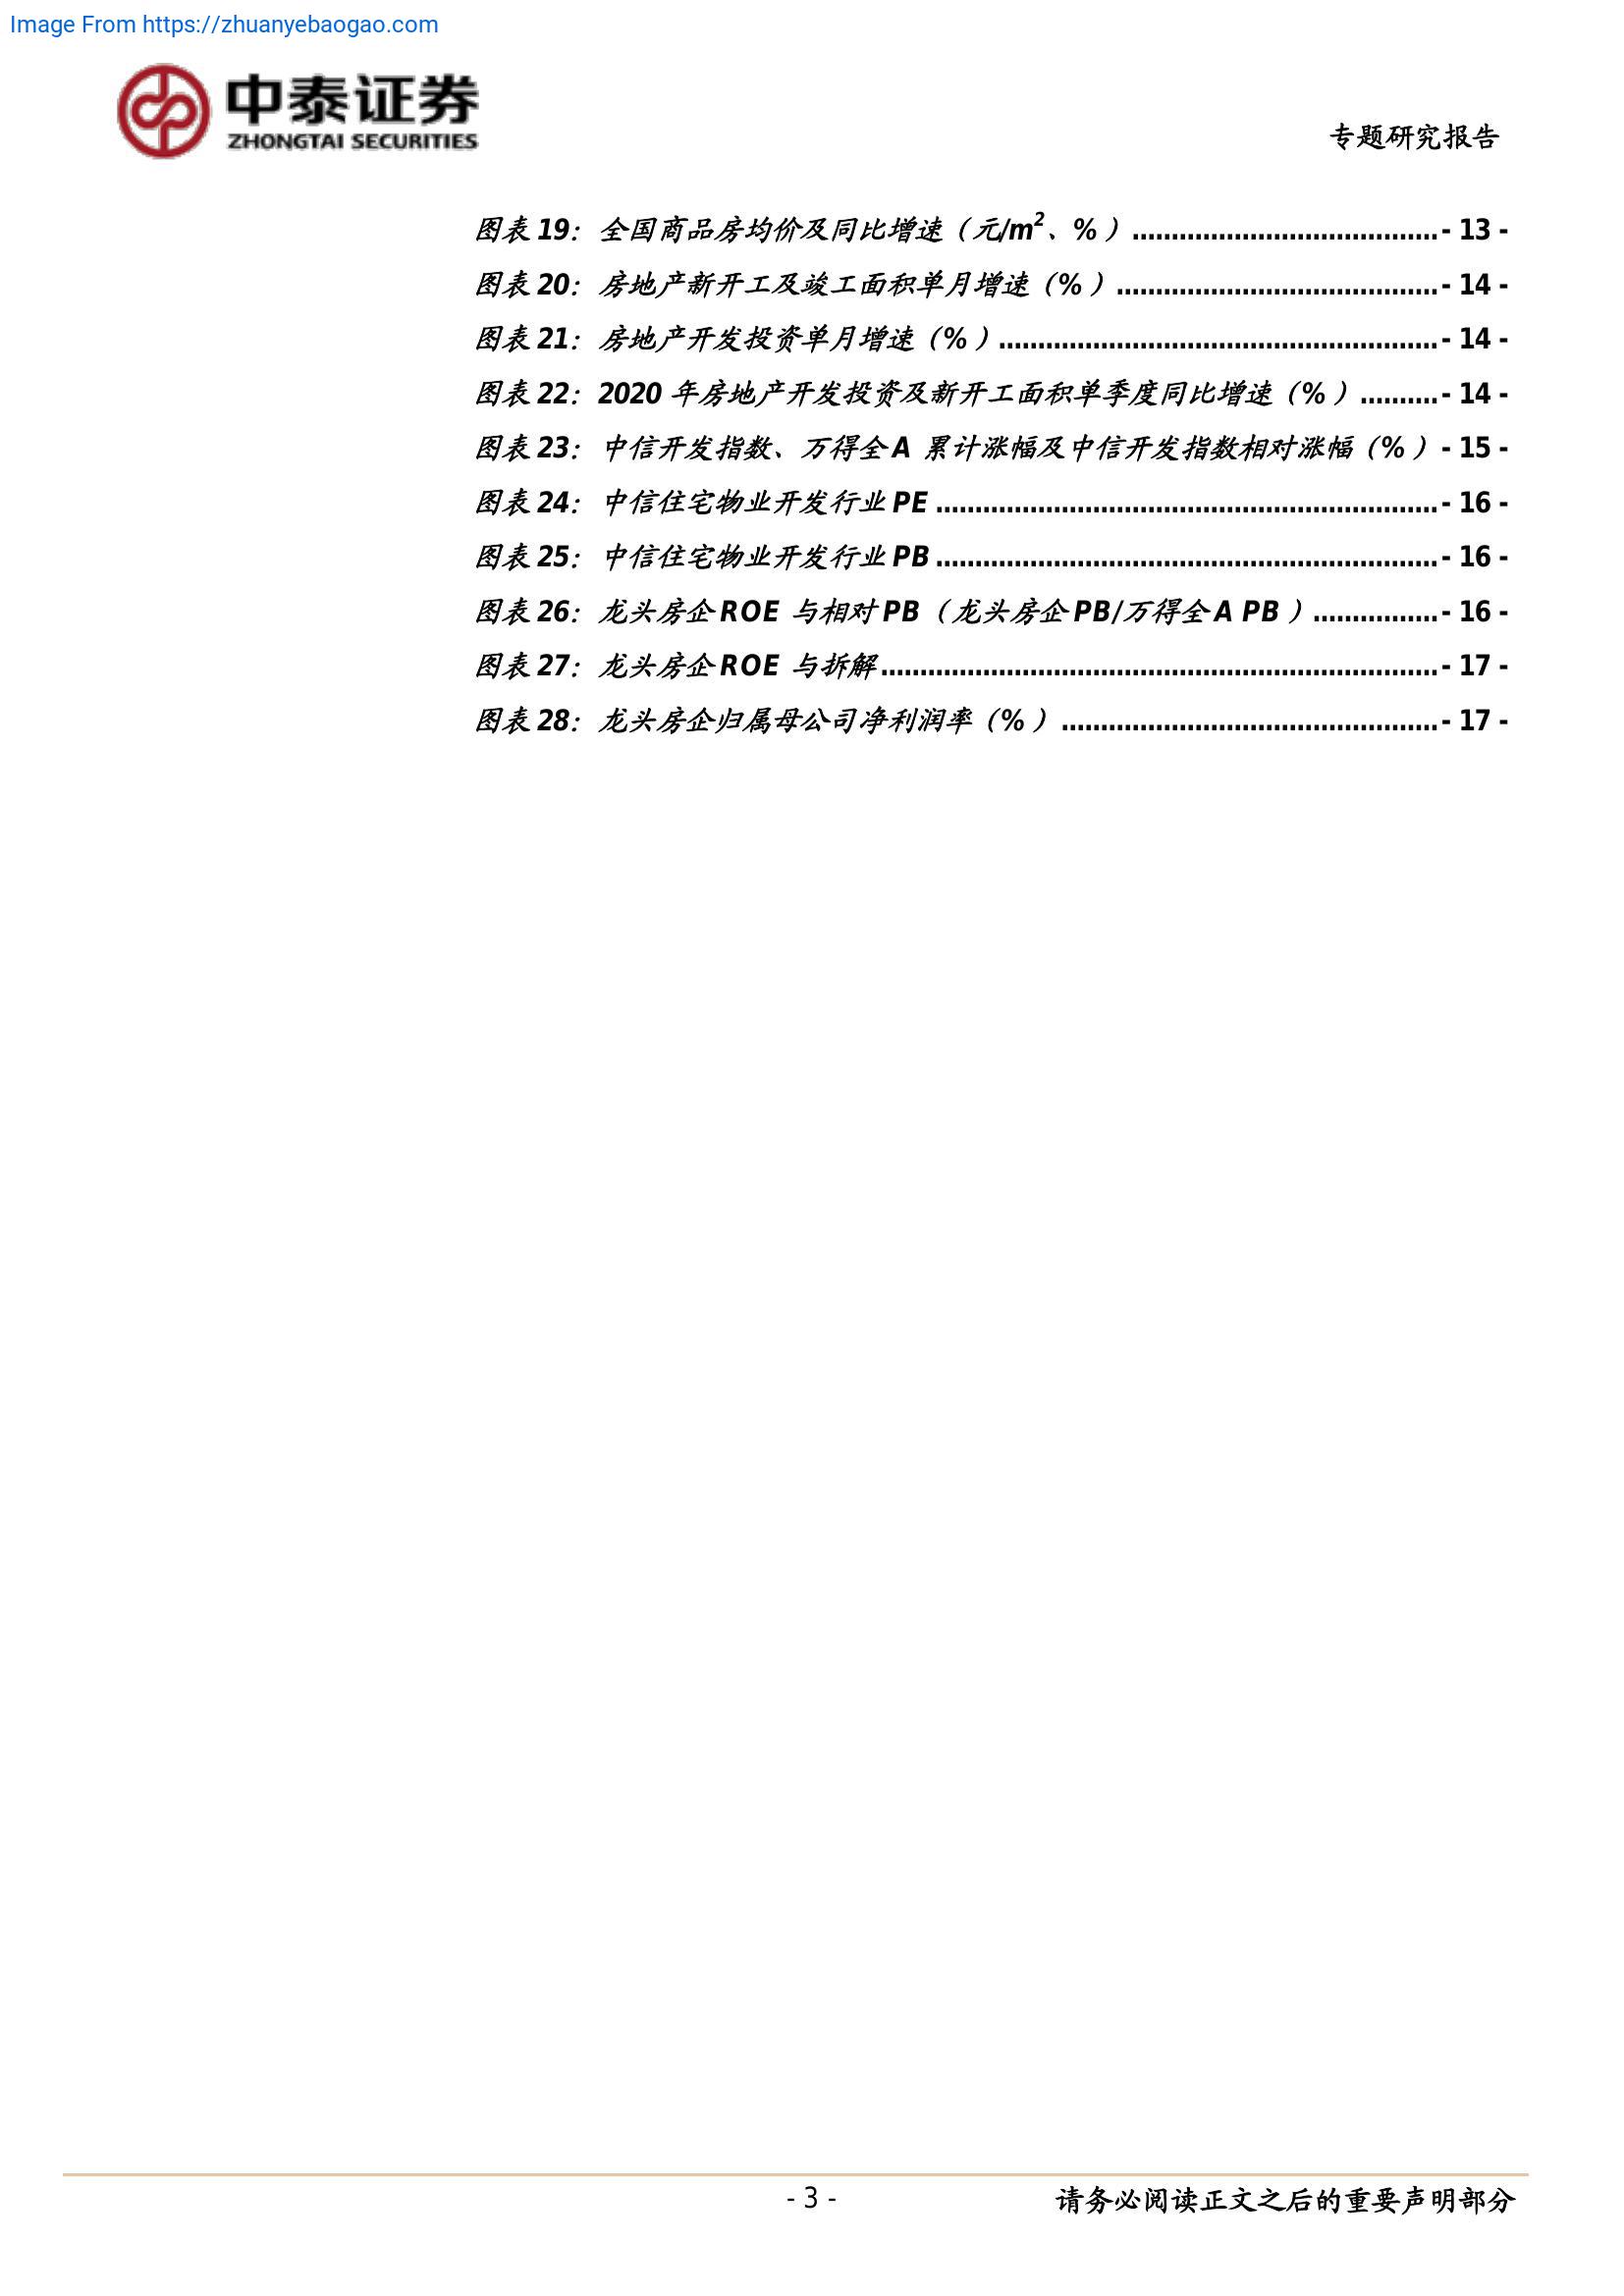 Image From https://zhuanyebaogao.com
中泰证券
ZHONGTAI SECURITIES
专题研究报告
图表 19：全国商品房均价及同比增速（元/m²、%）.......................................- 13 -
图表 20：房地产新开工及竣工面积单月增速（%）.........................................- 14 -
图表 21：房地产开发投资单月增速（%）........................................................- 14 -
图表 22：2020 年房地产开发投资及新开工面积单季度同比增速（%）..........- 14 -
图表 23：中信开发指数、万得全 A 累计涨幅及中信开发指数相对涨幅（%）- 15 -
图表 24：中信住宅物业开发行业 PE ................................................................- 16 -
图表 25：中信住宅物业开发行业 PB ................................................................- 16 -
图表 26：龙头房企 ROE 与相对 PB（龙头房企 PB/万得全 A PB）................- 16 -
图表 27：龙头房企 ROE 与拆解.......................................................................- 17 -
图表 28：龙头房企归属母公司净利润率（%）................................................- 17 -
- 3 -
请务必阅读正文之后的重要声明部分